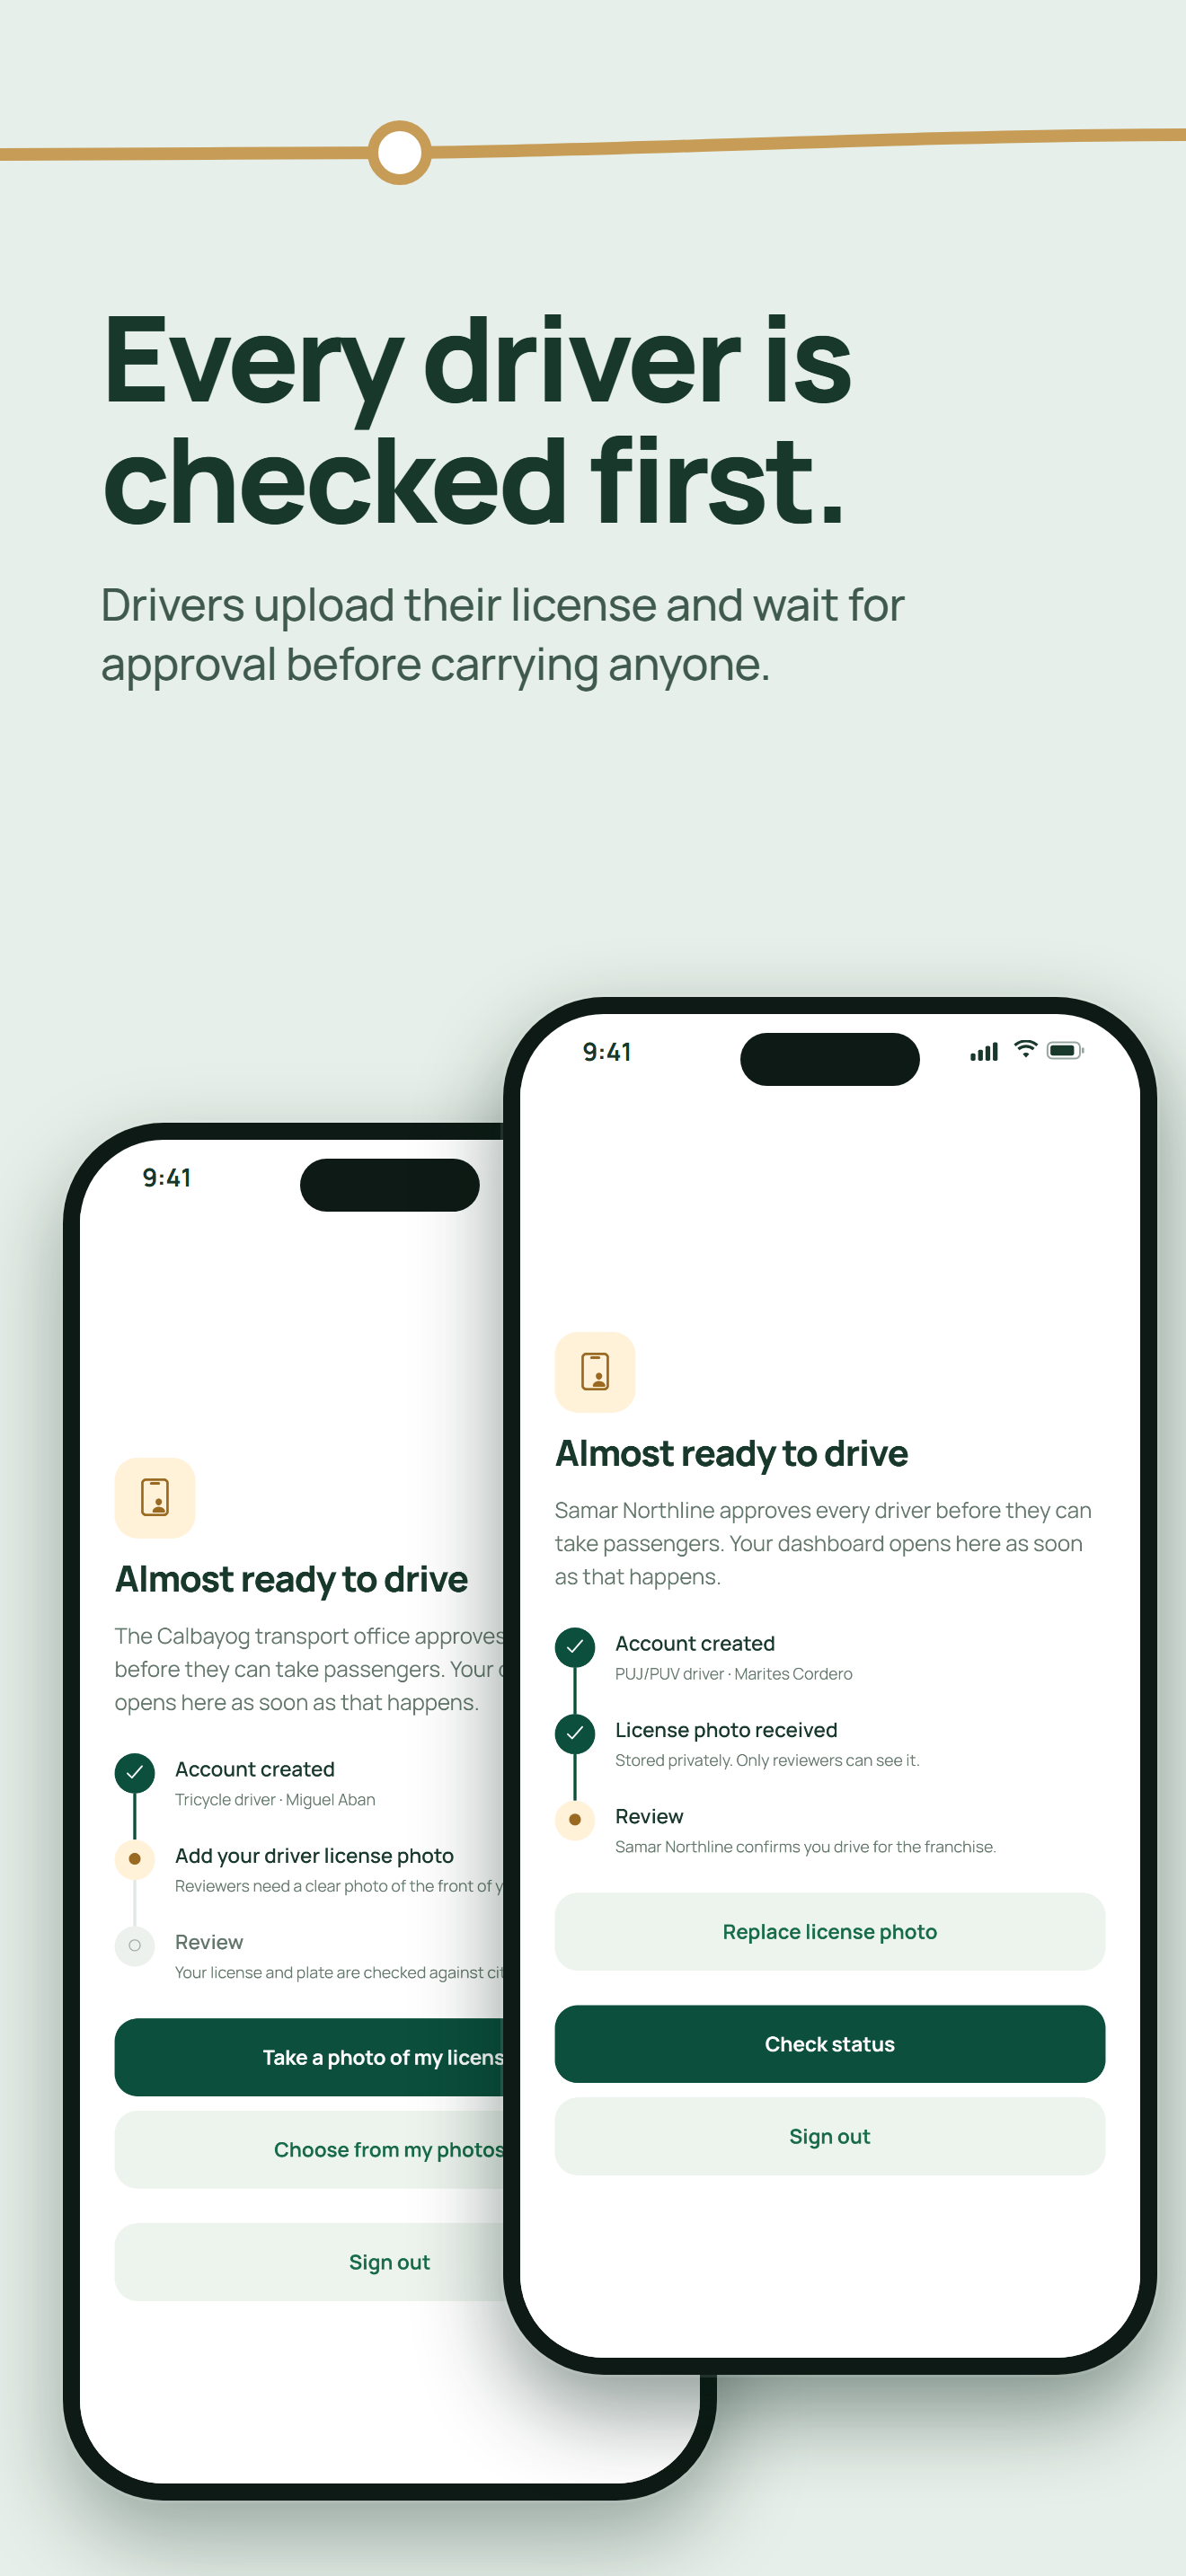 Every driver is
checked first.
Drivers upload their license and wait for
approval before carrying anyone.
9:41
Almost ready to drive
The Calbayog transport office approves
before they can take passengers. Your
opens here as soon as that happens.
Account created
Tricycle driver · Miguel Aban
Add your driver license photo
Reviewers need a clear photo of the front of
Review
Your license and plate are checked against
Take a photo of my
Choose from my photos
Sign out
9:41
Almost ready to drive
Samar Northline approves every driver before they can
take passengers. Your dashboard opens here as soon
as that happens.
Account created
PUJ/PUV driver · Marites Cordero
License photo received
Stored privately. Only reviewers can see it.
Review
Samar Northline confirms you drive for the franchise.
Replace license photo
Check status
Sign out